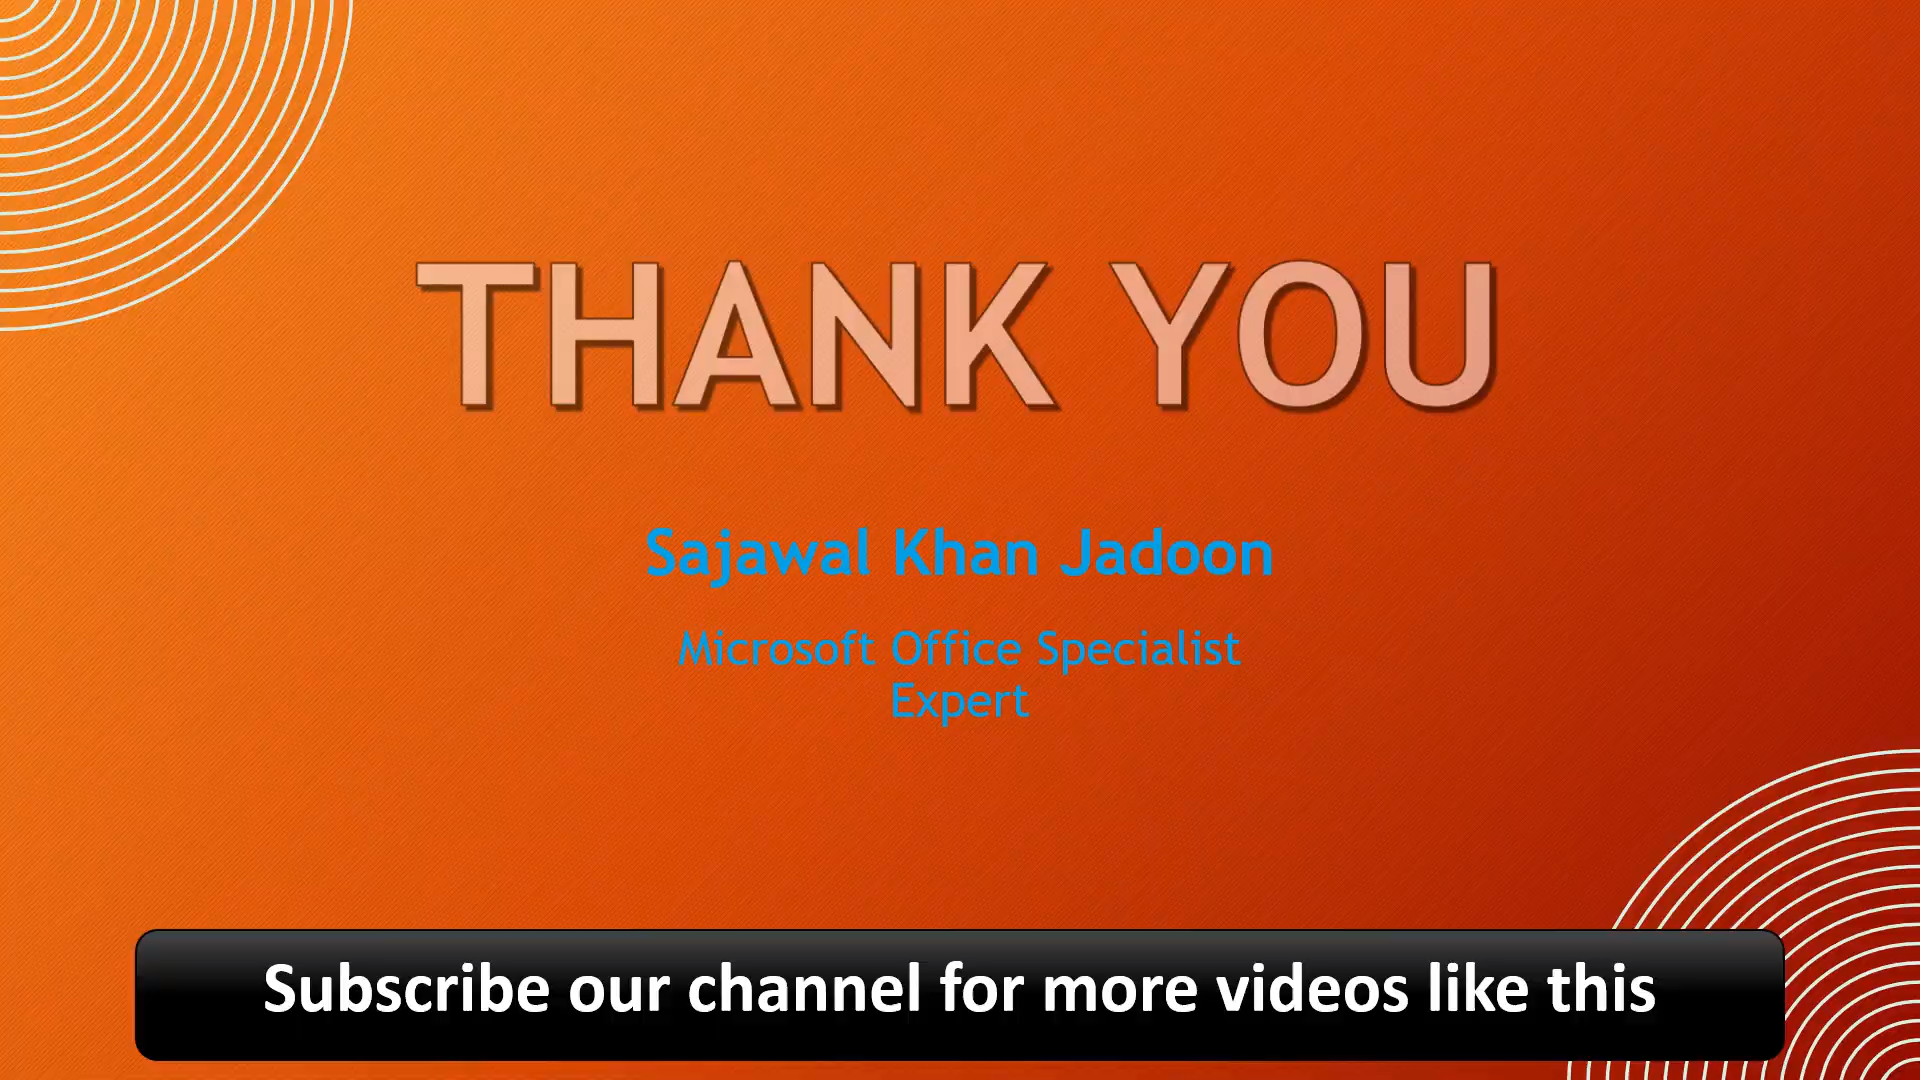 THANK YOU
Sajawal Khan Jadoon
Microsoft Office Specialist
Expert
Subscribe our channel for more videos like this